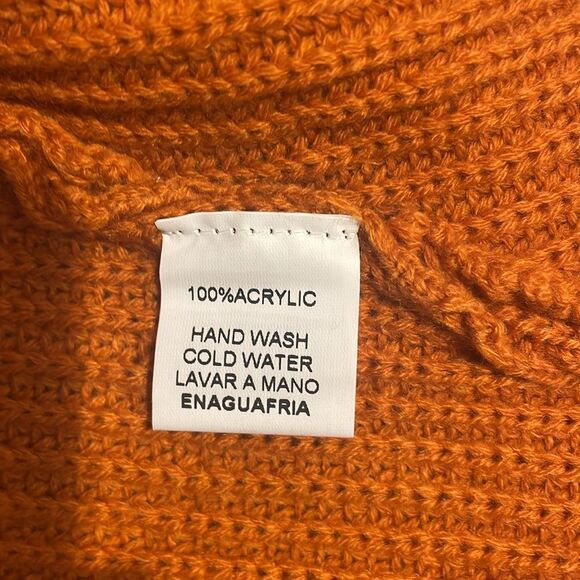 100%ACRYLIC
HAND WASH
COLD WATER
LAVAR A MANO
ENAGUAFRIA